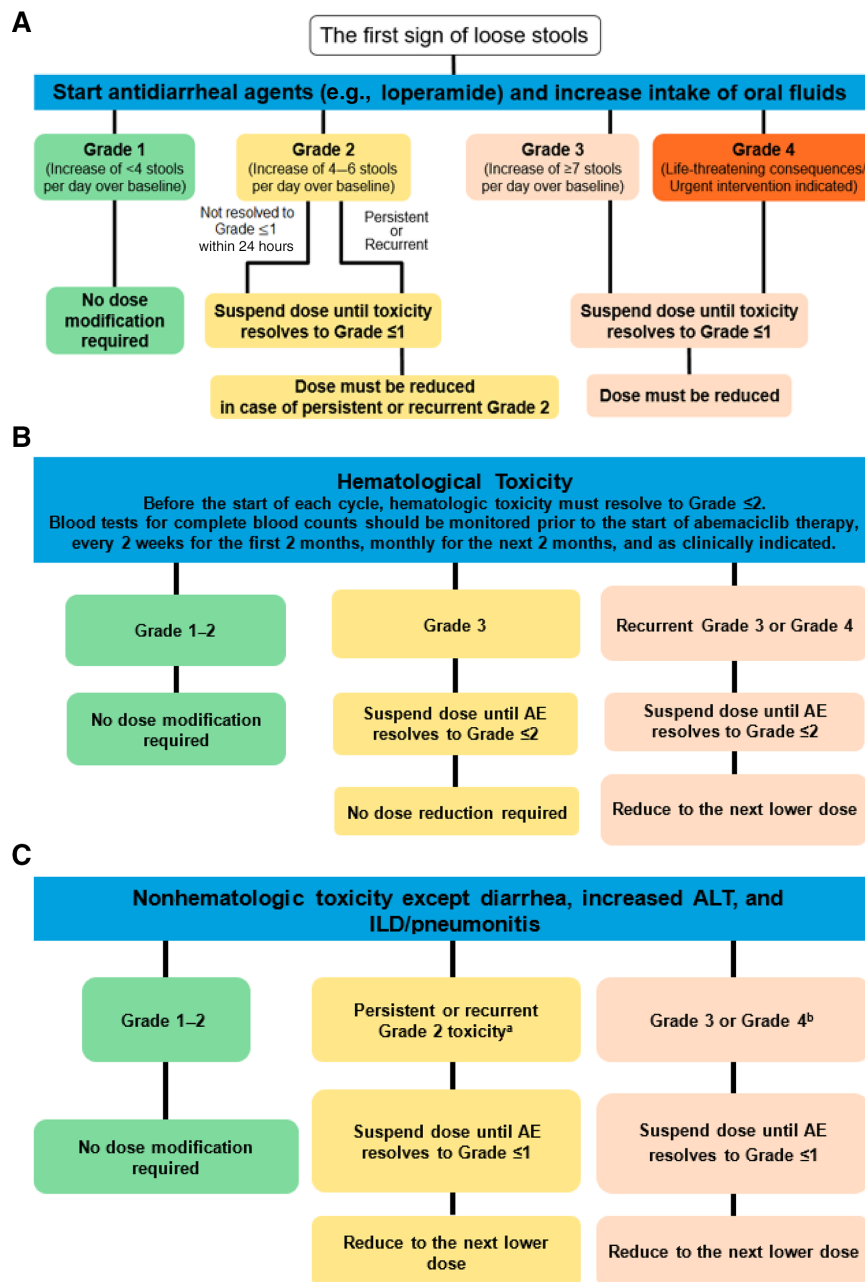 A
The first sign of loose stools
Start antidiarrheal agents (e.g., loperamide) and increase intake of oral fluids
Grade 1
(Increase of <4 stools
per day over baseline)
Grade 2
(Increase of 4–6 stools
per day over baseline)
Grade 3
(Increase of ≥7 stools
per day over baseline)
Grade 4
(Life-threatening consequences/
Urgent intervention indicated)
Not resolved to
Grade ≤1
within 24 hours
Persistent
or
Recurrent
No dose
modification
required
Suspend dose until toxicity
resolves to Grade ≤1
Suspend dose until toxicity
resolves to Grade ≤1
Dose must be reduced
in case of persistent or recurrent Grade 2
Dose must be reduced
B
Hematological Toxicity
Before the start of each cycle, hematologic toxicity must resolve to Grade ≤2.
Blood tests for complete blood counts should be monitored prior to the start of abemaciclib therapy,
every 2 weeks for the first 2 months, monthly for the next 2 months, and as clinically indicated.
Grade 1–2
Grade 3
Recurrent Grade 3 or Grade 4
No dose modification
required
Suspend dose until AE
resolves to Grade ≤2
Suspend dose until AE
resolves to Grade ≤2
No dose reduction required
Reduce to the next lower dose
C
Nonhematologic toxicity except diarrhea, increased ALT, and
ILD/pneumonitis
Grade 1–2
Persistent or recurrent
Grade 2 toxicityᵃ
Grade 3 or Grade 4ᵇ
No dose modification
required
Suspend dose until AE
resolves to Grade ≤1
Suspend dose until AE
resolves to Grade ≤1
Reduce to the next lower
dose
Reduce to the next lower dose